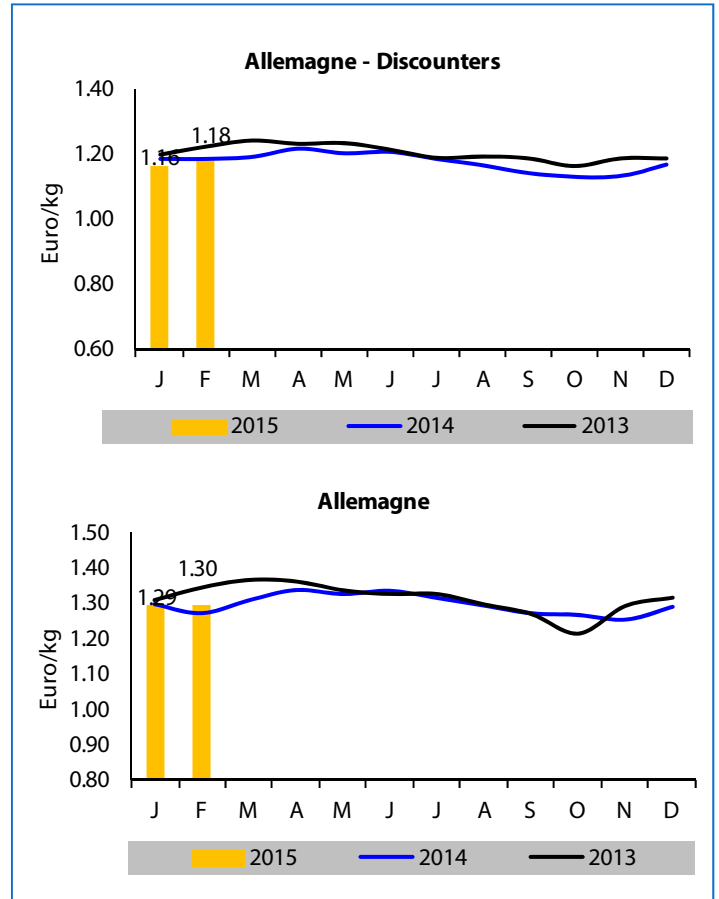 Allemagne - Discounters
Euro/kg
1.40
1.20
1.00
0.80
0.60
1.16
1.18
J F M A M J J A S O N D
2015 2014 2013
Allemagne
Euro/kg
1.50
1.40
1.30
1.20
1.10
1.00
0.90
0.80
1.29
1.30
J F M A M J J A S O N D
2015 2014 2013